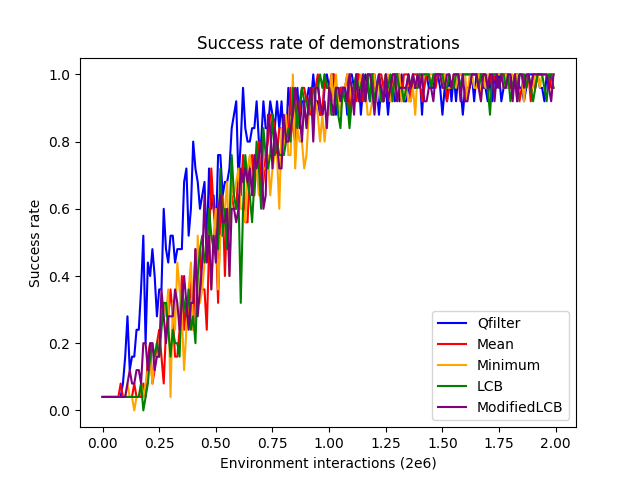 Success rate of demonstrations
1.0
0.8
0.6
0.4
0.2
0.0
Success rate
Qfilter
Mean
Minimum
LCB
ModifiedLCB
0.00 0.25 0.50 0.75 1.00 1.25 1.50 1.75 2.00
Environment interactions (2e6)